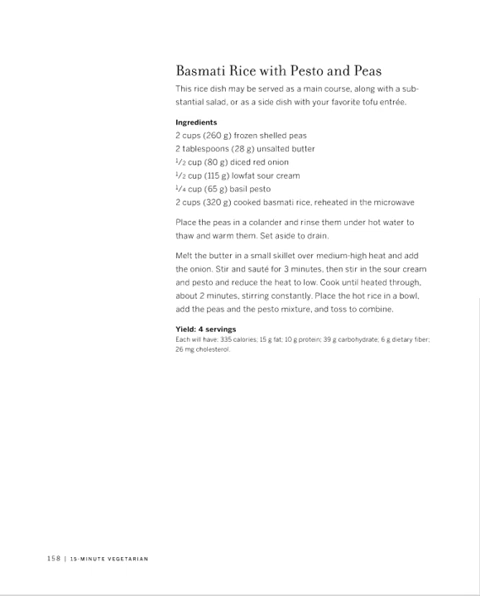 Basmati Rice with Pesto and Peas
This rice dish may be served as a main course, along with a sub-
stantial salad, or as a side dish with your favorite tofu entrée.
Ingredients
2 cups (260 g) frozen shelled peas
2 tablespoons (28 g) unsalted butter
1/2 cup (80 g) diced red onion
1/2 cup (115 g) lowfat sour cream
1/4 cup (65 g) basil pesto
2 cups (320 g) cooked basmati rice, reheated in the microwave
Place the peas in a colander and rinse them under hot water to
thaw and warm them. Set aside to drain.
Melt the butter in a small skillet over medium-high heat and add
the onion. Stir and sauté for 3 minutes, then stir in the sour cream
and pesto and reduce the heat to low. Cook until heated through,
about 2 minutes, stirring constantly. Place the hot rice in a bowl,
add the peas and the pesto mixture, and toss to combine.
Yield: 4 servings
Each will have: 335 calories; 15 g fat; 10 g protein; 39 g carbohydrate; 6 g dietary fiber;
26 mg cholesterol.
158 | 15-MINUTE VEGETARIAN